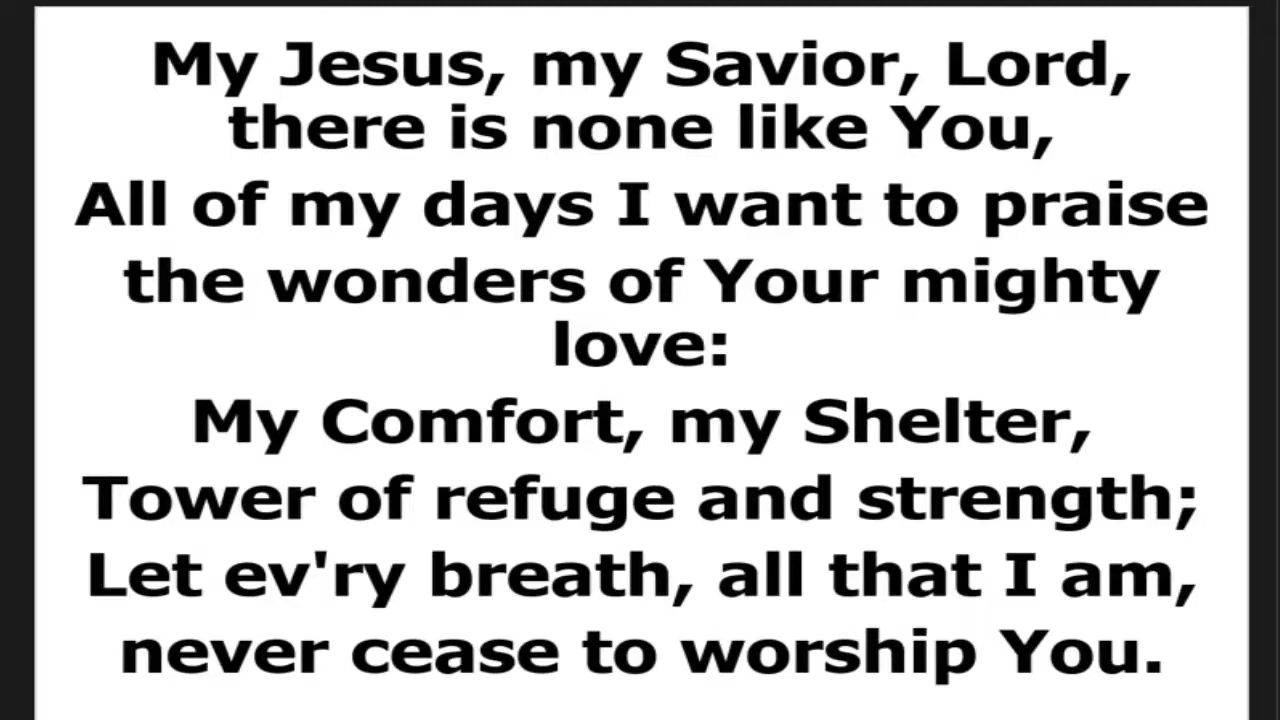 My Jesus, my Savior, Lord,
there is none like You,
All of my days I want to praise
the wonders of Your mighty
love:
My Comfort, my Shelter,
Tower of refuge and strength;
Let ev'ry breath, all that I am,
never cease to worship You.